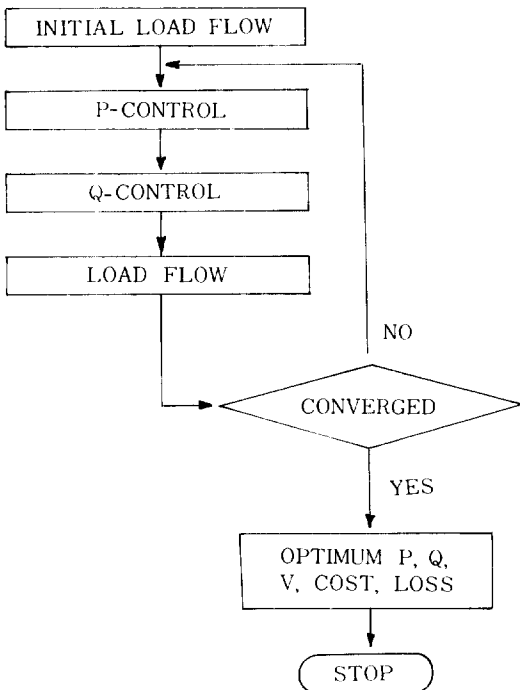 INITIAL LOAD FLOW
P-CONTROL
Q-CONTROL
LOAD FLOW
NO
CONVERGED
YES
OPTIMUM P, Q,
V, COST, LOSS
STOP